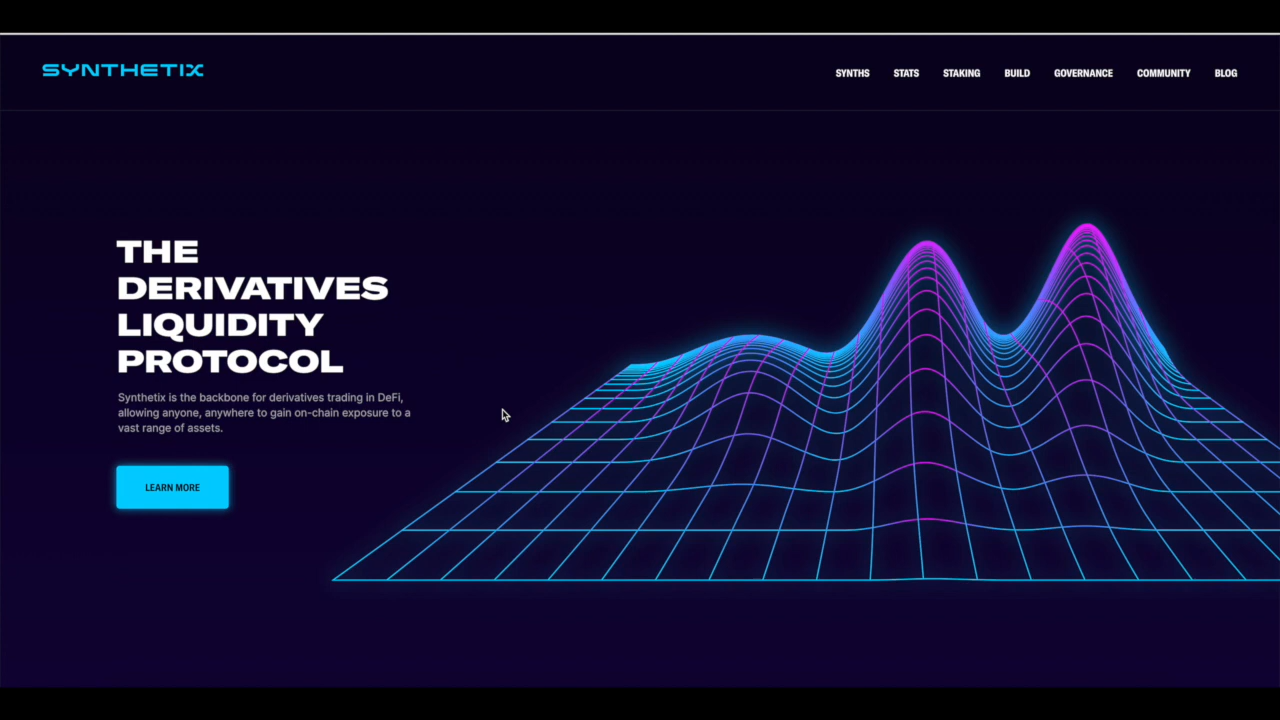 SYNTHETIX
SYNTHS STATS STAKING BUILD GOVERNANCE COMMUNITY BLOG
THE
DERIVATIVES
LIQUIDITY
PROTOCOL
Synthetix is the backbone for derivatives trading in DeFi,
allowing anyone, anywhere to gain on-chain exposure to a
vast range of assets.
LEARN MORE